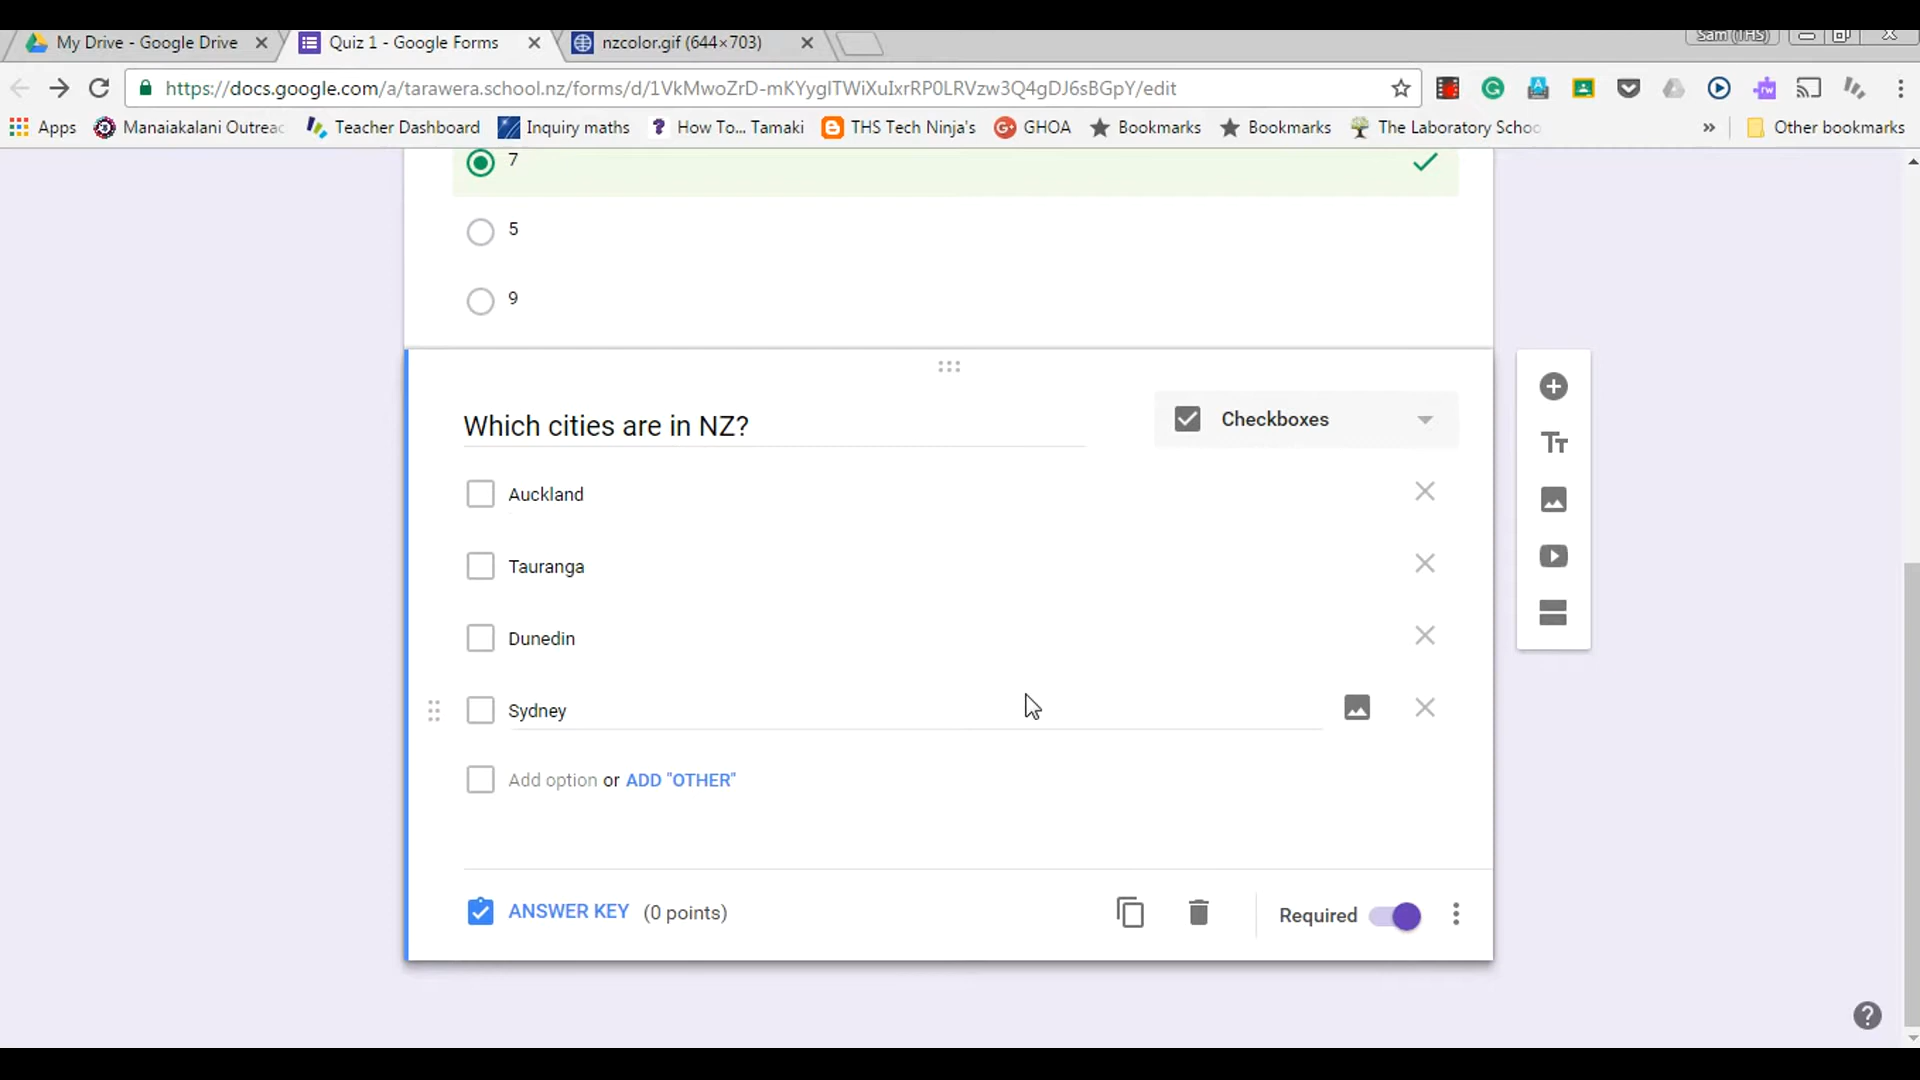 My Drive - Google Drive
Quiz 1 - Google Forms
nzcolor.gif (644×703)
Sam (THS)
https://docs.google.com/a/tarawera.school.nz/forms/d/1VkMwoZrD-mKYygITWiXuIxrRP0LRVzw3Q4gDJ6sBGpY/edit
Apps
Manaiakalani Outreac
Teacher Dashboard
Inquiry maths
? How To... Tamaki
THS Tech Ninja's
GHOA
Bookmarks
Bookmarks
The Laboratory Schoo
»
Other bookmarks
7
5
9
Which cities are in NZ?
Checkboxes
Auckland
Tauranga
Dunedin
Sydney
Add option or ADD "OTHER"
ANSWER KEY (0 points)
Required